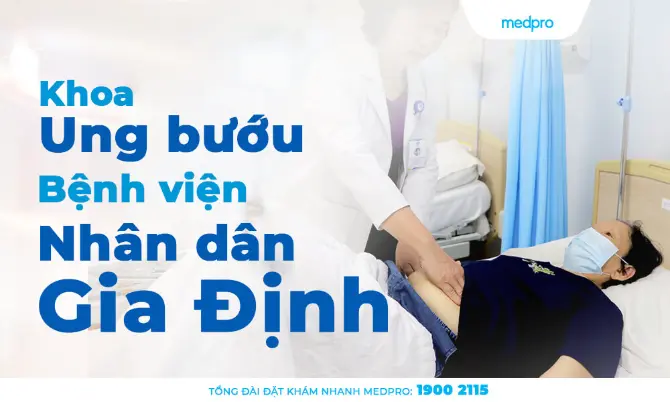 medpro
Khoa
Ung bướu
Bệnh viện
Nhân dân
Gia Định
TỔNG ĐÀI ĐẶT KHÁM NHANH MEDPRO: 1900 2115